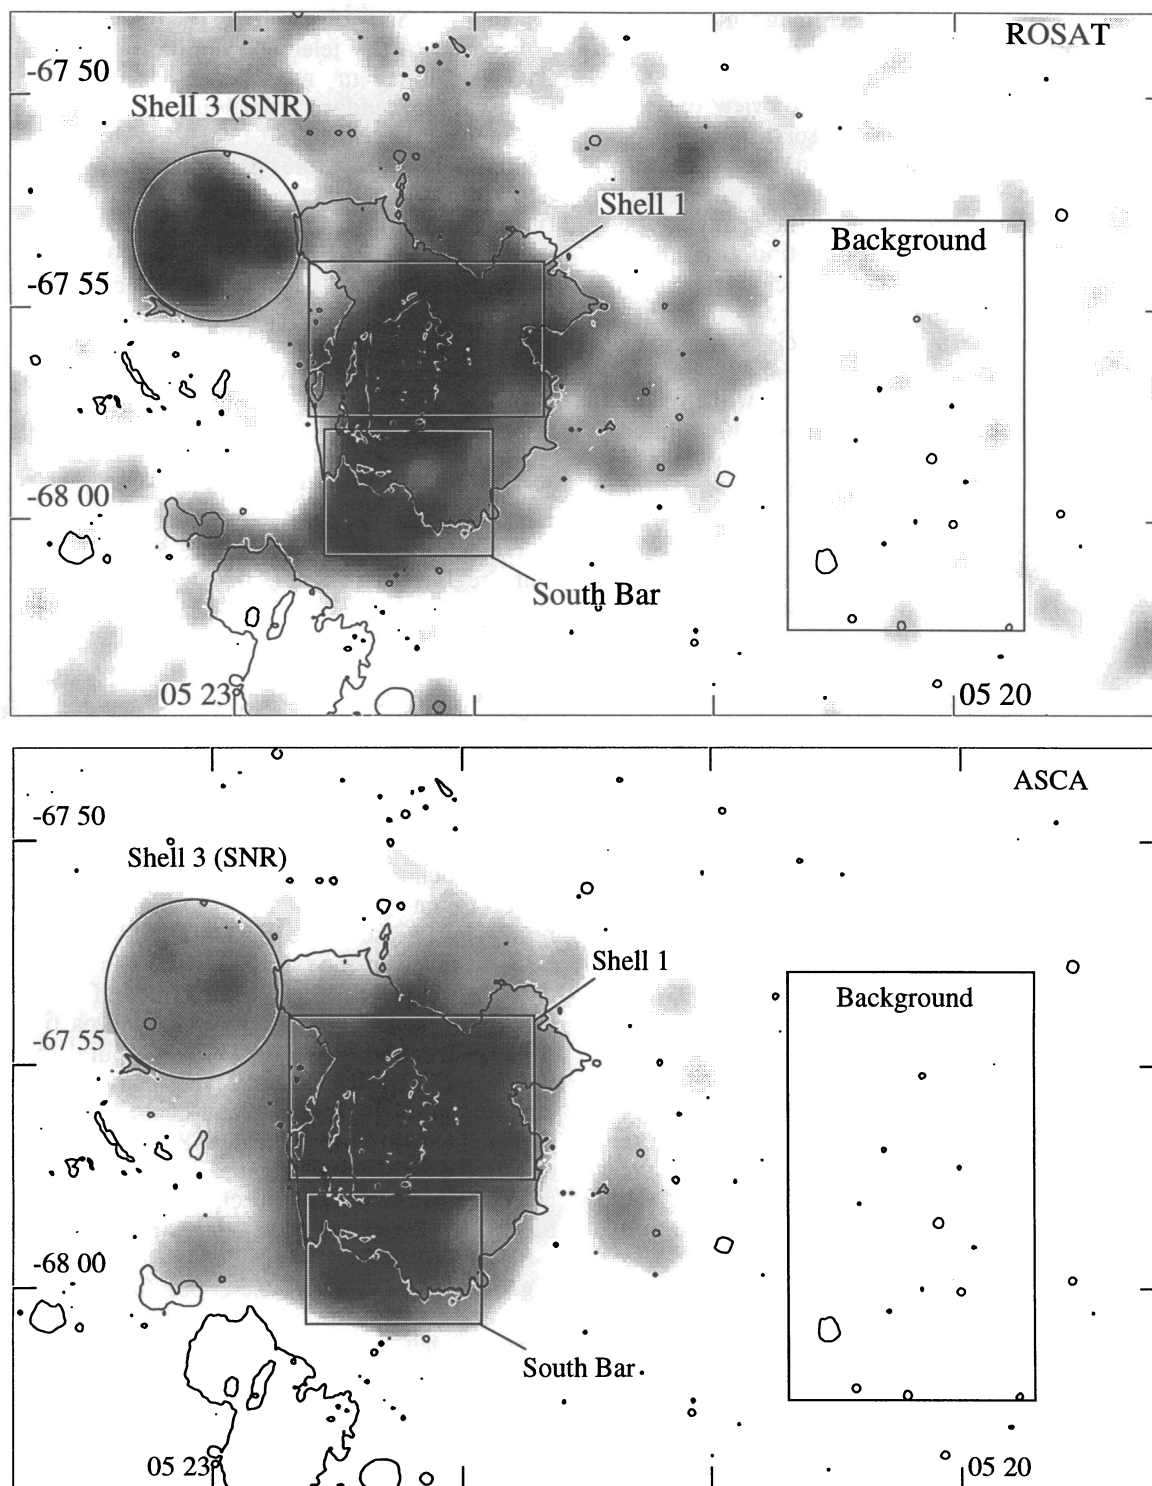 ROSAT
-67 50
Shell 3 (SNR)
Shell 1
Background
-67 55
-68 00
South Bar
05 23
05 20
ASCA
-67 50
Shell 3 (SNR)
Shell 1
Background
-67 55
-68 00
South Bar
05 23
05 20